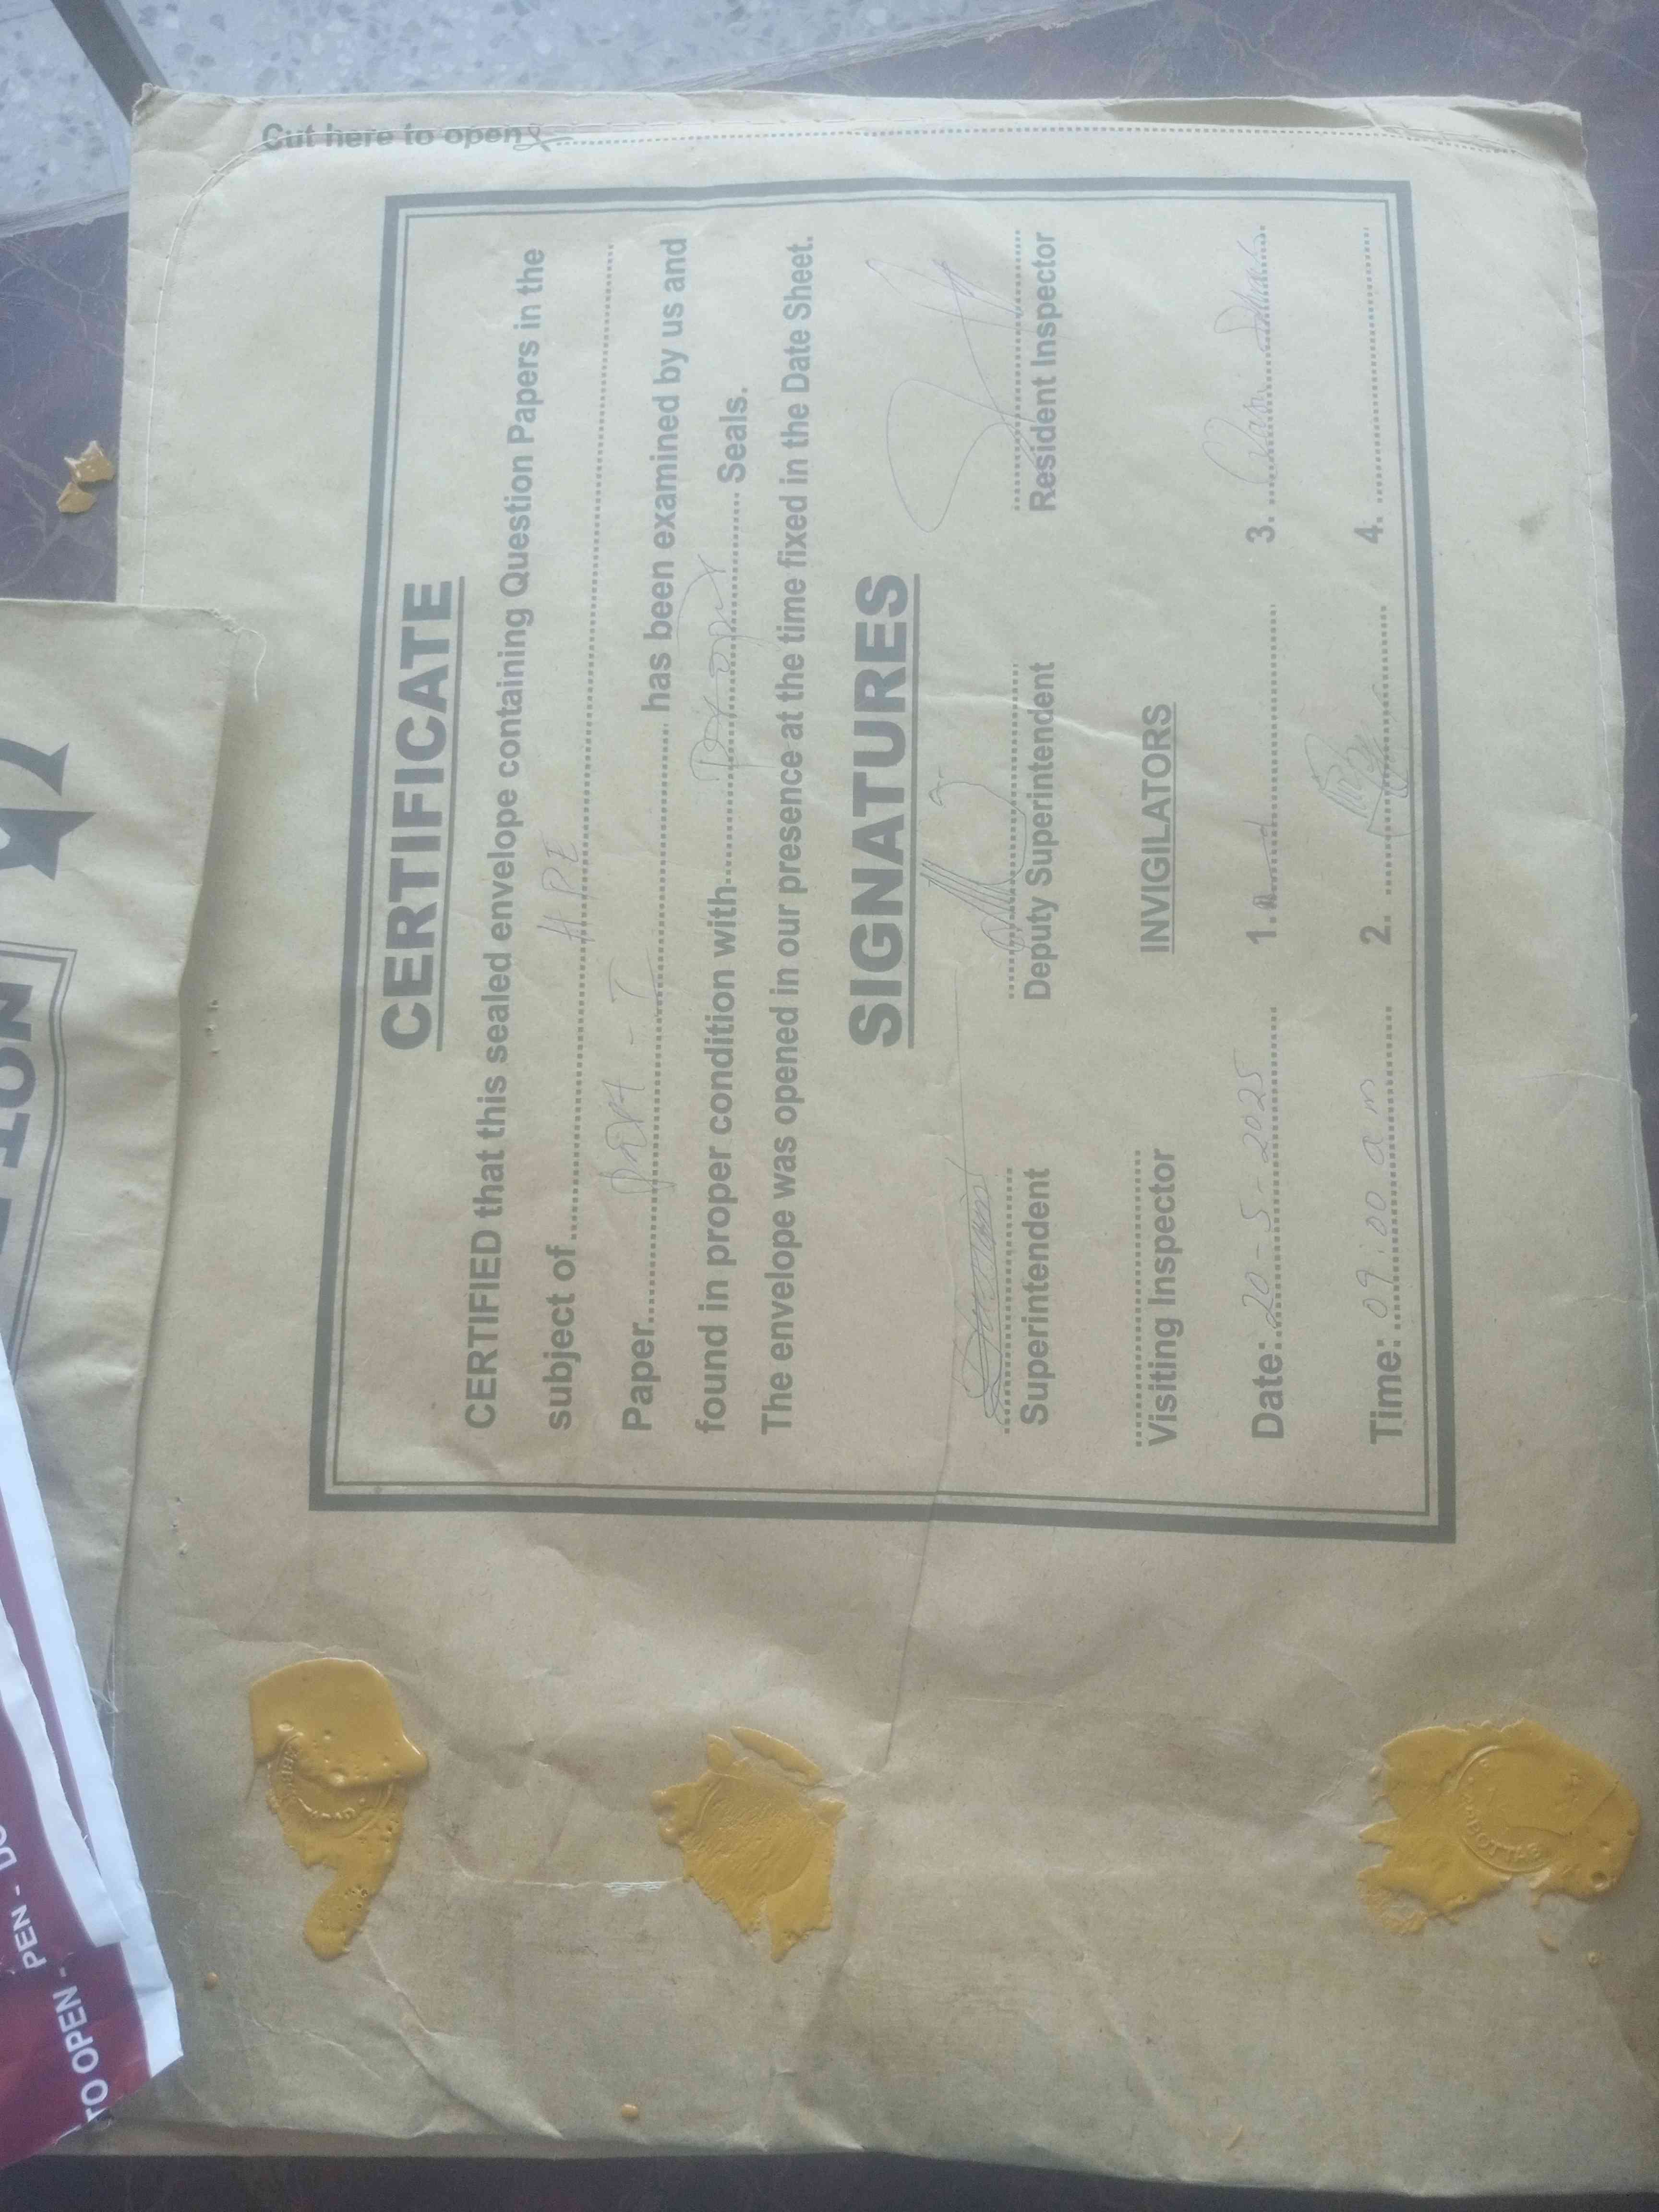 Cut here to open
CERTIFICATE
CERTIFIED that this sealed envelope containing Question Papers in the
subject of HPE
Paper Part - I has been examined by us and
found in proper condition with Seals.
The envelope was opened in our presence at the time fixed in the Date Sheet.
SIGNATURES
Superintendent Deputy Superintendent Resident Inspector
Visiting Inspector INVIGILATORS
Date: 20-5-2025 1. 3.
Time: 09:00 am 2. 4.
TO OPEN -
PEN - DO